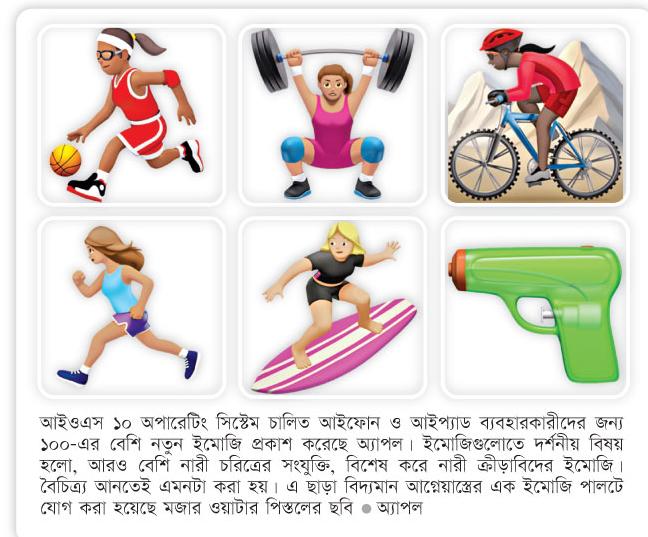 আইওএস ১০ অপারেটিং সিস্টেম চালিত আইফোন ও আইপ্যাড ব্যবহারকারীদের জন্য
১০০-এর বেশি নতুন ইমোজি প্রকাশ করেছে অ্যাপল। ইমোজিগুলোতে দর্শনীয় বিষয়
হলো, আরও বেশি নারী চরিত্রের সংযুক্তি, বিশেষ করে নারী ক্রীড়াবিদের ইমোজি।
বৈচিত্র্য আনতেই এমনটা করা হয়। এ ছাড়া বিদ্যমান আগ্নেয়াস্ত্রের এক ইমোজি পালটে
যোগ করা হয়েছে মজার ওয়াটার পিস্তলের ছবি ● অ্যাপল